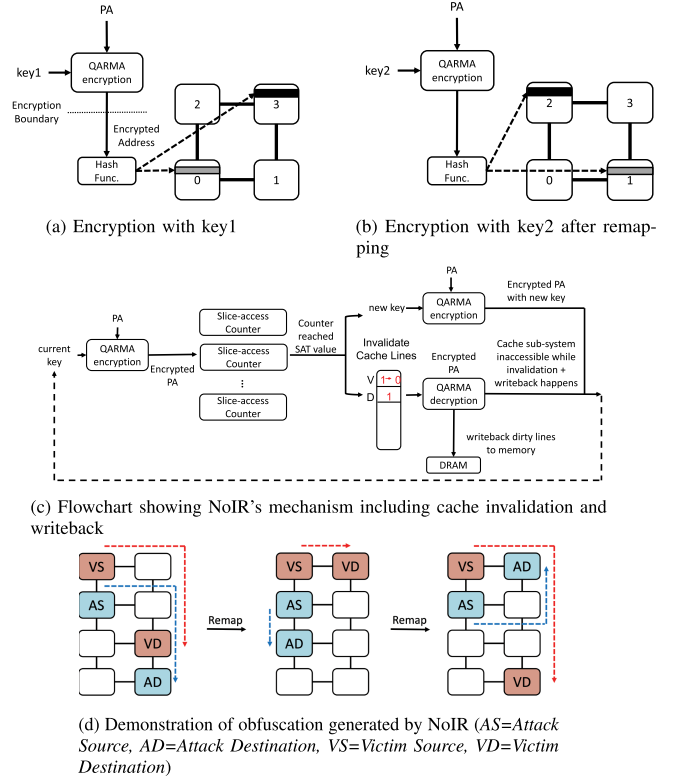 PA
key1
QARMA
encryption
Encryption
Boundary
Encrypted
Address
Hash
Func.
2
3
0
1
(a) Encryption with key1
PA
key2
QARMA
encryption
Hash
Func.
2
3
0
1
(b) Encryption with key2 after remap-
ping
PA
current
key
QARMA
encryption
Encrypted
PA
Slice-access
Counter
Slice-access
Counter
...
Slice-access
Counter
Counter
reached
SAT value
new key
PA
QARMA
encryption
Encrypted PA
with new key
Invalidate
Cache Lines
V 1→ 0
D 1
Encrypted
PA
QARMA
decryption
Cache sub-system
inaccessible while
invalidation +
writeback happens
writeback dirty lines
to memory
DRAM
(c) Flowchart showing NoIR's mechanism including cache invalidation and
writeback
VS
AS
VD
AD
Remap
VS VD
AS
AD
Remap
VS AD
AS
VD
(d) Demonstration of obfuscation generated by NoIR (AS=Attack
Source, AD=Attack Destination, VS=Victim Source, VD=Victim
Destination)